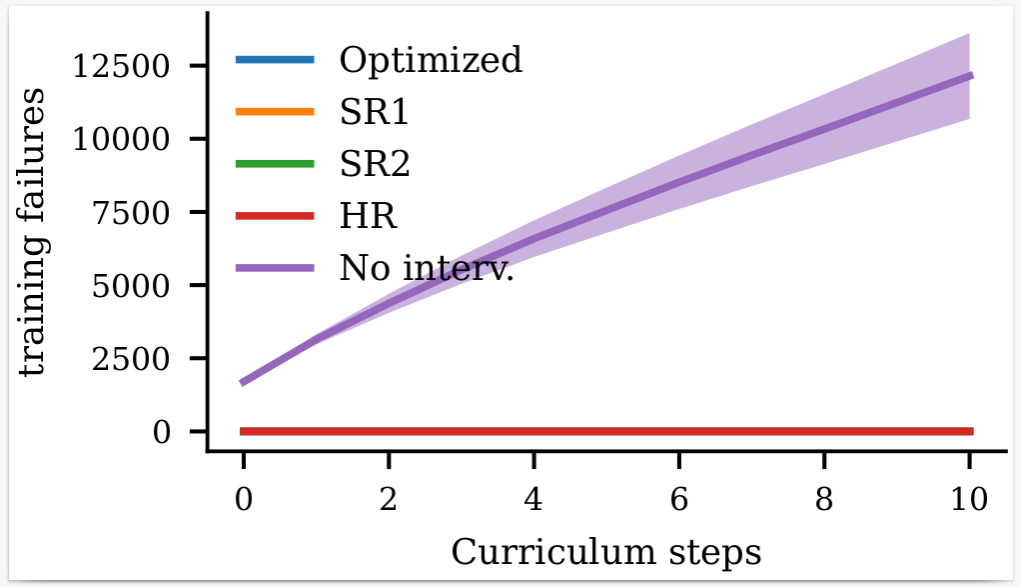 training failures
12500
10000
7500
5000
2500
0
Optimized
SR1
SR2
HR
No interv.
0 2 4 6 8 10
Curriculum steps